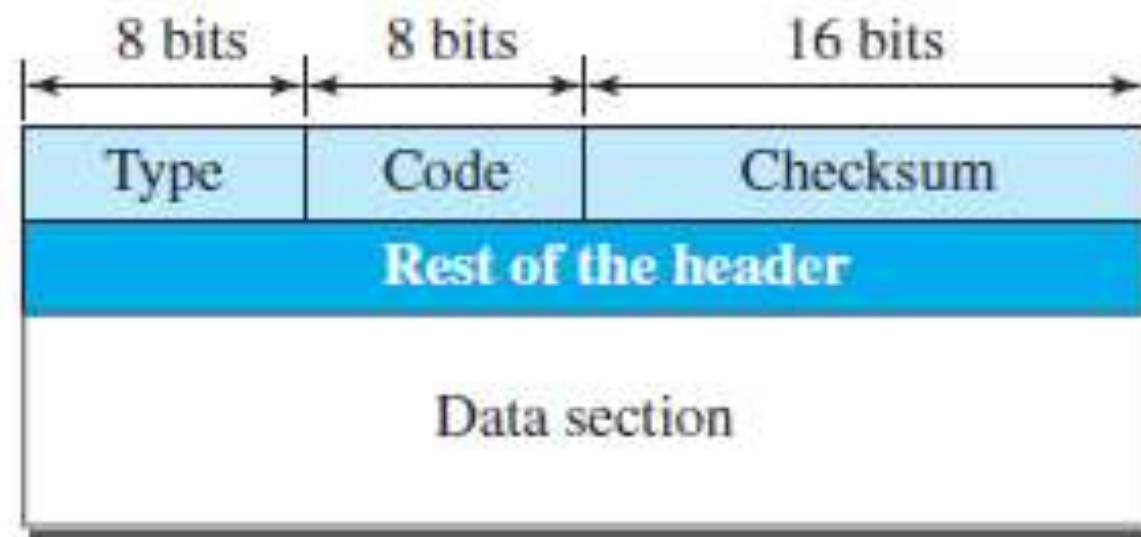 8 bits 8 bits 16 bits
Type Code Checksum
Rest of the header
Data section